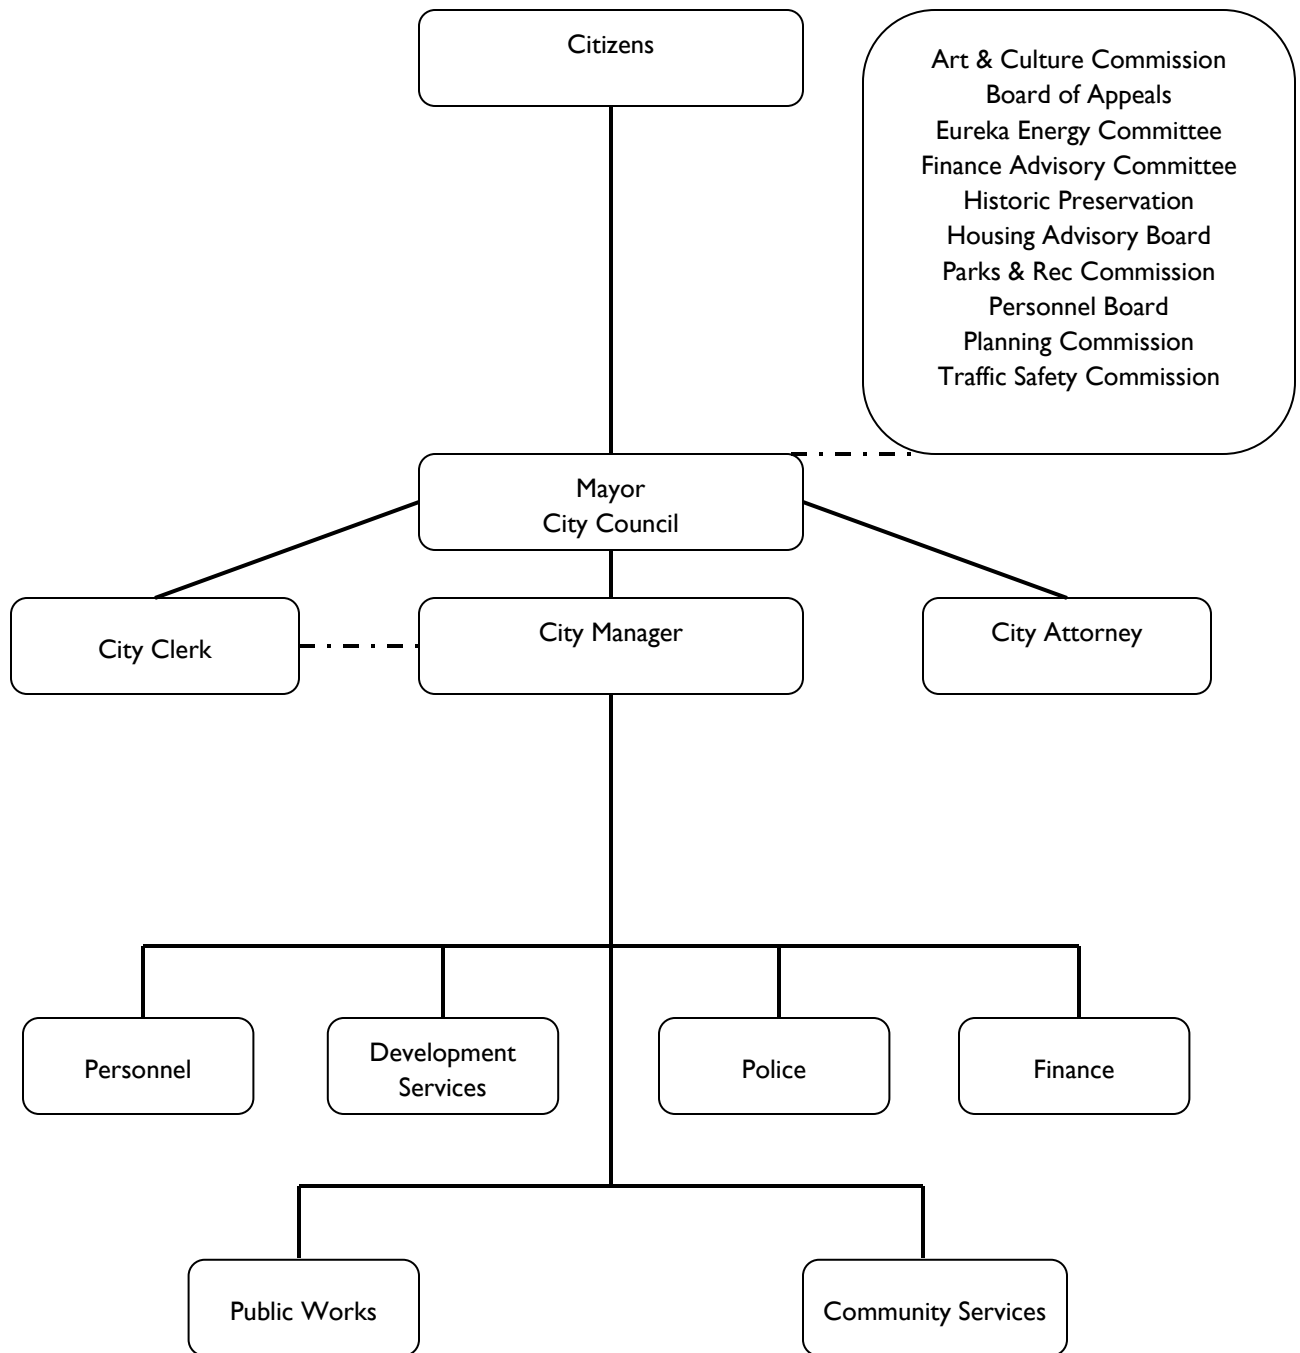 Citizens
Art & Culture Commission
Board of Appeals
Eureka Energy Committee
Finance Advisory Committee
Historic Preservation
Housing Advisory Board
Parks & Rec Commission
Personnel Board
Planning Commission
Traffic Safety Commission
Mayor
City Council
City Clerk
City Manager
City Attorney
Personnel
Development
Services
Police
Finance
Public Works
Community Services